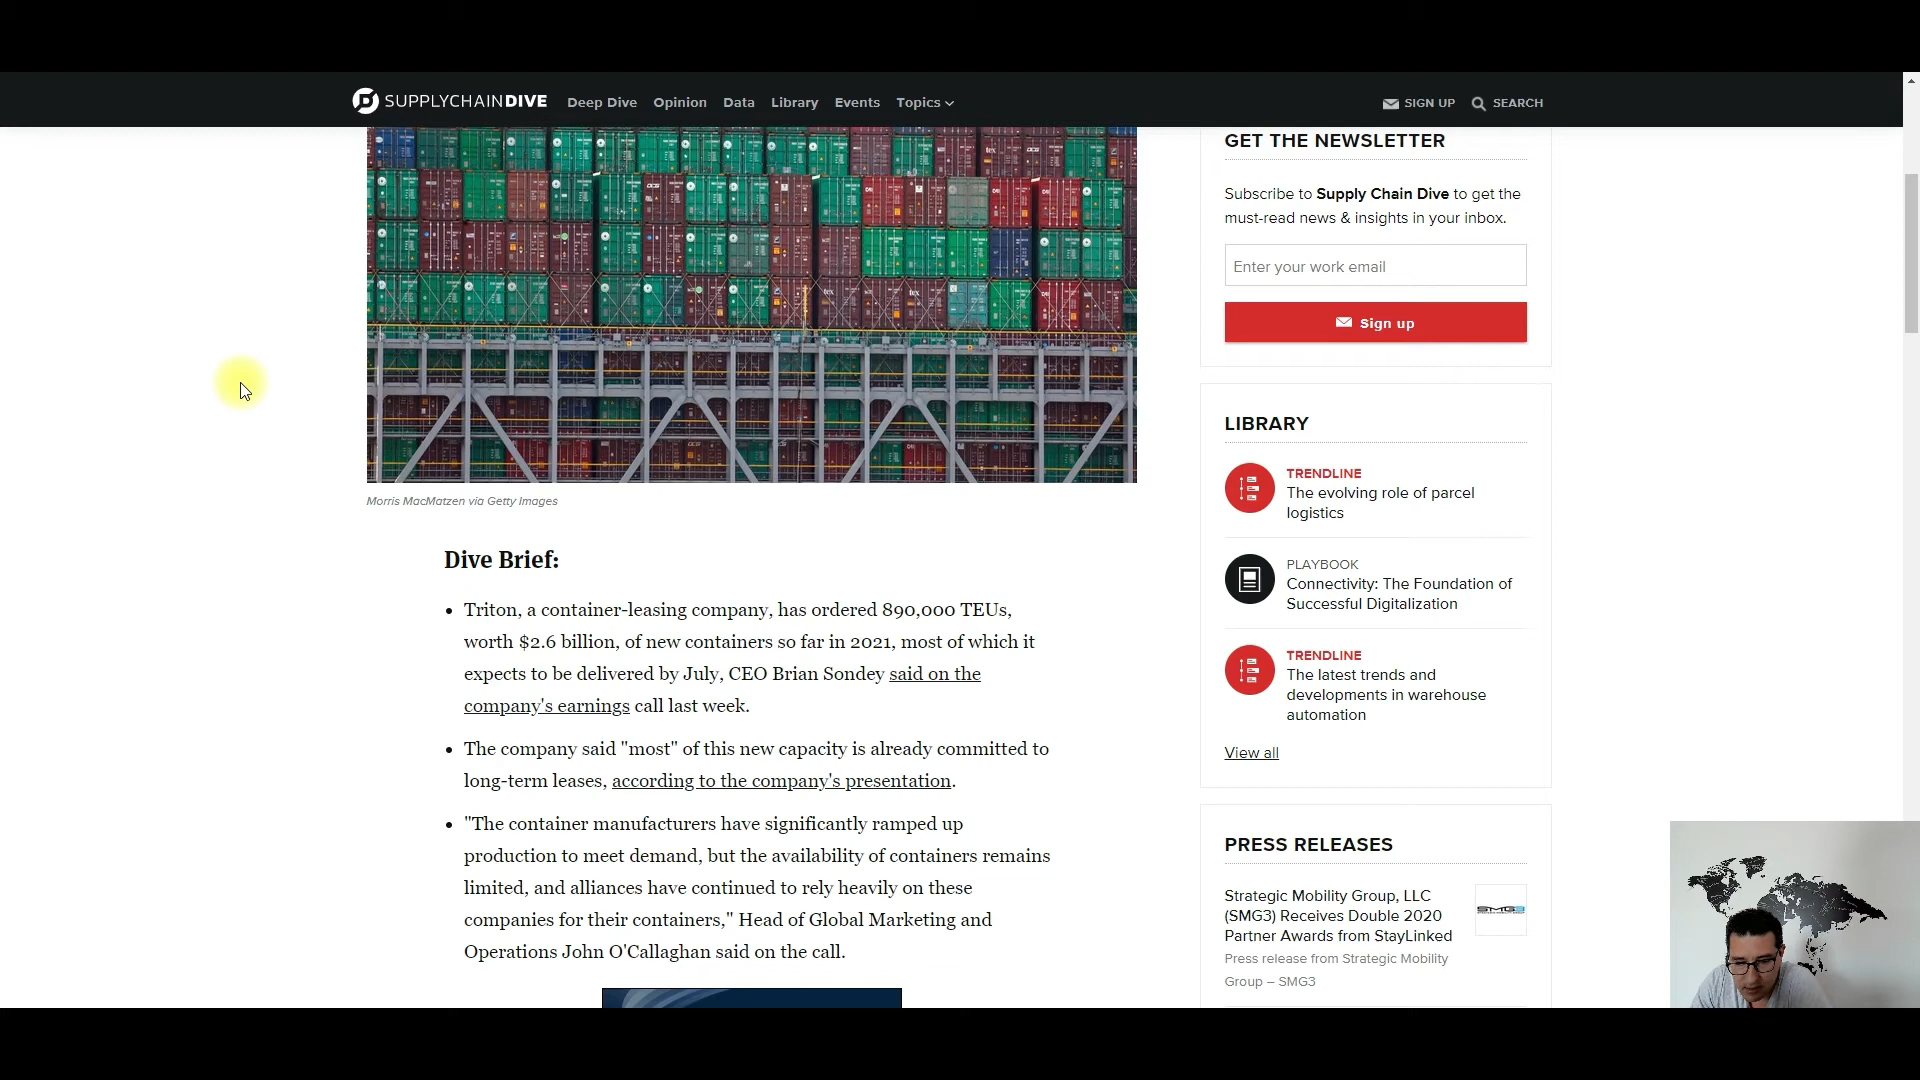 SUPPLYCHAINDIVE Deep Dive Opinion Data Library Events Topics SIGN UP SEARCH
Morris MacMatzen via Getty Images
Dive Brief:
• Triton, a container-leasing company, has ordered 890,000 TEUs,
worth $2.6 billion, of new containers so far in 2021, most of which it
expects to be delivered by July, CEO Brian Sondey said on the
company's earnings call last week.
• The company said "most" of this new capacity is already committed to
long-term leases, according to the company's presentation.
• "The container manufacturers have significantly ramped up
production to meet demand, but the availability of containers remains
limited, and alliances have continued to rely heavily on these
companies for their containers," Head of Global Marketing and
Operations John O'Callaghan said on the call.
GET THE NEWSLETTER
Subscribe to Supply Chain Dive to get the
must-read news & insights in your inbox.
Enter your work email
Sign up
LIBRARY
TRENDLINE
The evolving role of parcel
logistics
PLAYBOOK
Connectivity: The Foundation of
Successful Digitalization
TRENDLINE
The latest trends and
developments in warehouse
automation
View all
PRESS RELEASES
Strategic Mobility Group, LLC
(SMG3) Receives Double 2020
Partner Awards from StayLinked
Press release from Strategic Mobility
Group – SMG3
SMG3